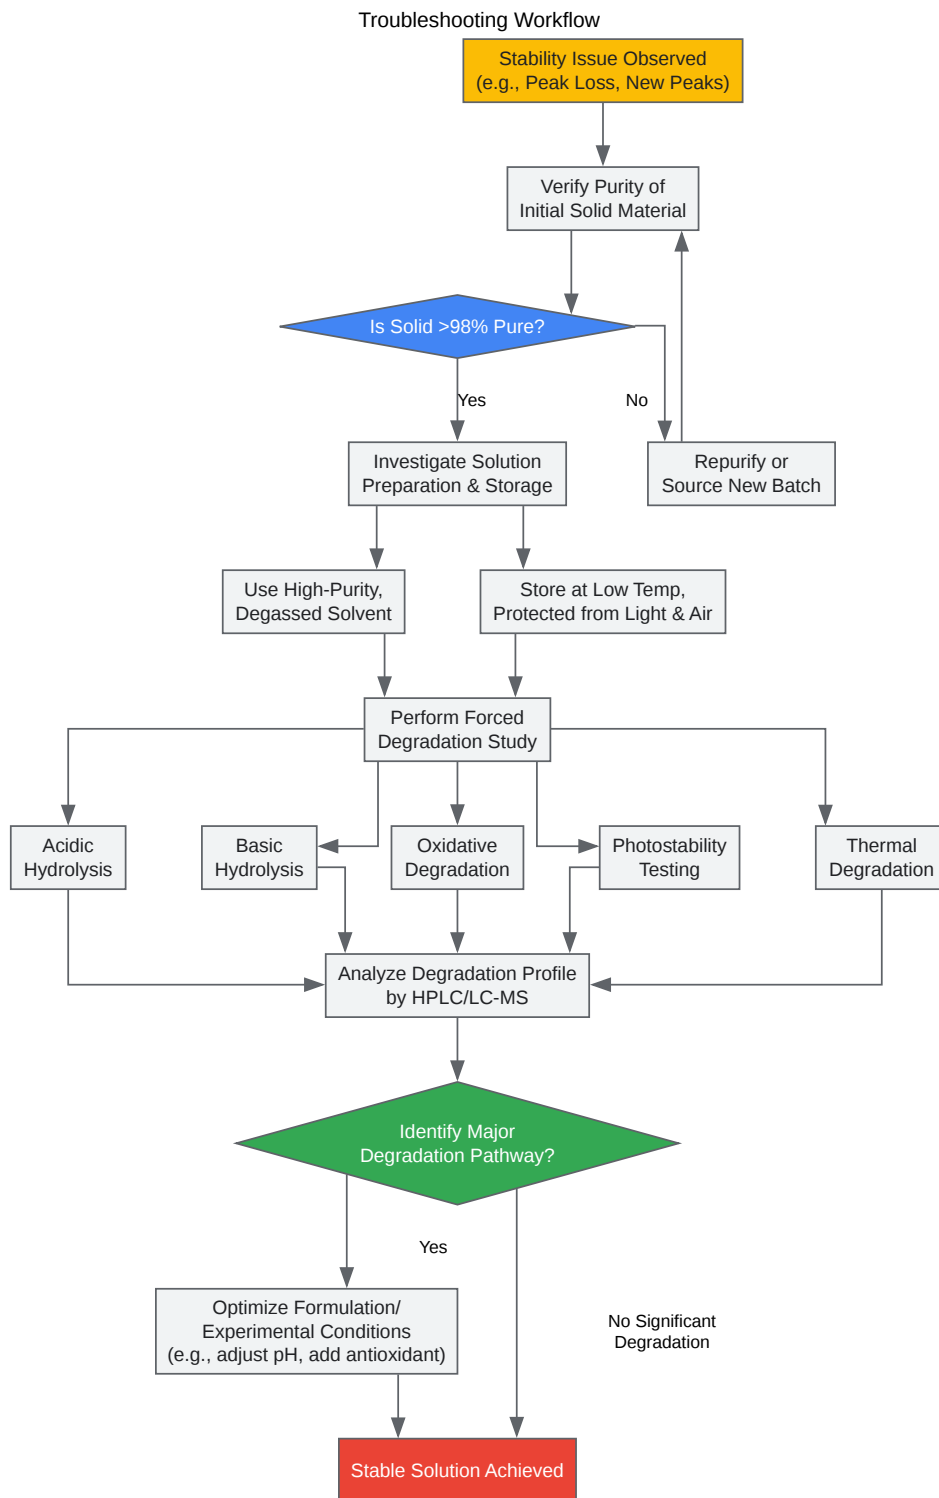 Troubleshooting Workflow
Stability Issue Observed
(e.g., Peak Loss, New Peaks)
Verify Purity of
Initial Solid Material
Is Solid >98% Pure?
Yes
No
Investigate Solution
Preparation & Storage
Repurify or
Source New Batch
Use High-Purity,
Degassed Solvent
Store at Low Temp,
Protected from Light & Air
Perform Forced
Degradation Study
Acidic
Hydrolysis
Basic
Hydrolysis
Oxidative
Degradation
Photostability
Testing
Thermal
Degradation
Analyze Degradation Profile
by HPLC/LC-MS
Identify Major
Degradation Pathway?
Yes
Optimize Formulation/
Experimental Conditions
(e.g., adjust pH, add antioxidant)
No Significant
Degradation
Stable Solution Achieved